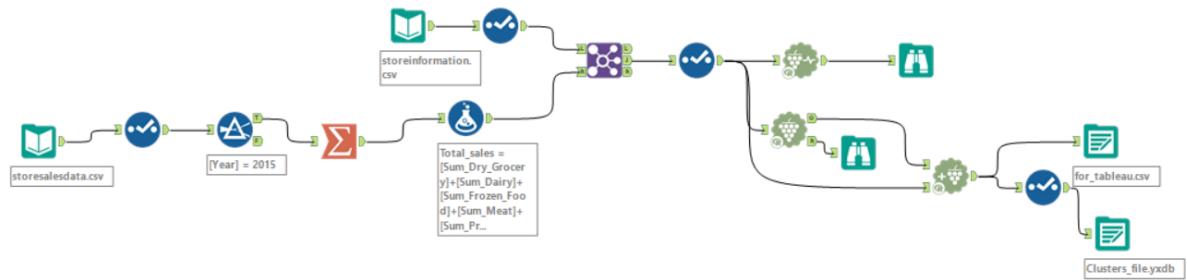 storeinformation.
csv
storesalesdata.csv
[Year] = 2015
Total_sales =
[Sum_Dry_Grocer
y]+[Sum_Dairy]+
[Sum_Frozen_Foo
d]+[Sum_Meat]+
[Sum_Pr...
for_tableau.csv
Clusters_file.yxdb